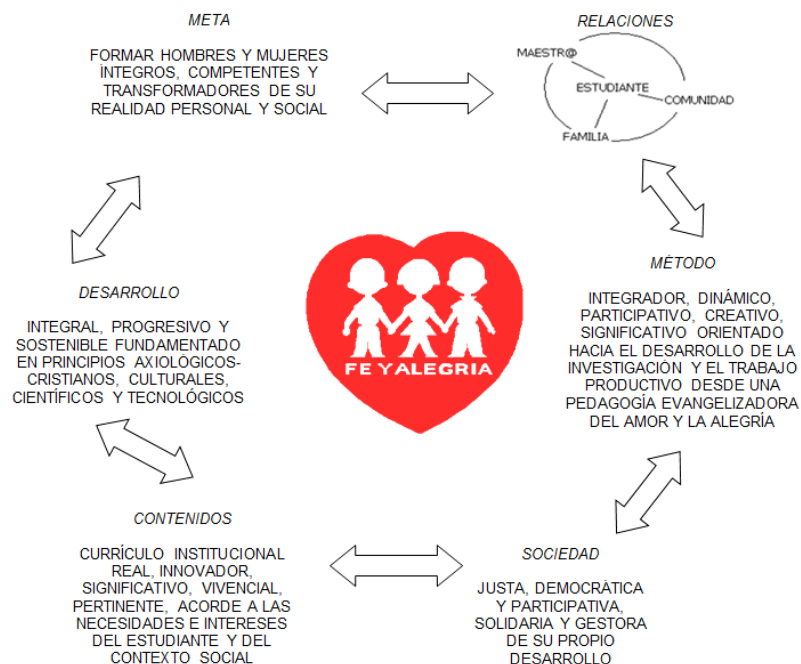 META
FORMAR HOMBRES Y MUJERES
ÍNTEGROS, COMPETENTES Y
TRANSFORMADORES DE SU
REALIDAD PERSONAL Y SOCIAL
RELACIONES
MAESTR@
ESTUDIANTE
COMUNIDAD
FAMILIA
MÉTODO
INTEGRADOR, DINÁMICO,
PARTICIPATIVO, CREATIVO,
SIGNIFICATIVO ORIENTADO
HACIA EL DESARROLLO DE LA
INVESTIGACIÓN Y EL TRABAJO
PRODUCTIVO DESDE UNA
PEDAGOGÍA EVANGELIZADORA
DEL AMOR Y LA ALEGRÍA
DESARROLLO
INTEGRAL, PROGRESIVO Y
SOSTENIBLE FUNDAMENTADO
EN PRINCIPIOS AXIOLÓGICOS-
CRISTIANOS, CULTURALES,
CIENTÍFICOS Y TECNOLÓGICOS
FE Y ALEGRIA
CONTENIDOS
CURRÍCULO INSTITUCIONAL
REAL, INNOVADOR,
SIGNIFICATIVO, VIVENCIAL,
PERTINENTE, ACORDE A LAS
NECESIDADES E INTERESES
DEL ESTUDIANTE Y DEL
CONTEXTO SOCIAL
SOCIEDAD
JUSTA, DEMOCRÁTICA
Y PARTICIPATIVA,
SOLIDARIA Y GESTORA
DE SU PROPIO
DESARROLLO